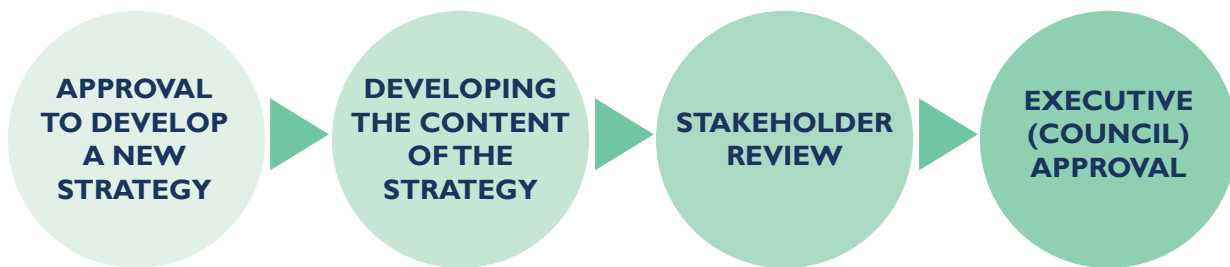 APPROVAL
TO DEVELOP
A NEW
STRATEGY
DEVELOPING
THE CONTENT
OF THE
STRATEGY
STAKEHOLDER
REVIEW
EXECUTIVE
(COUNCIL)
APPROVAL